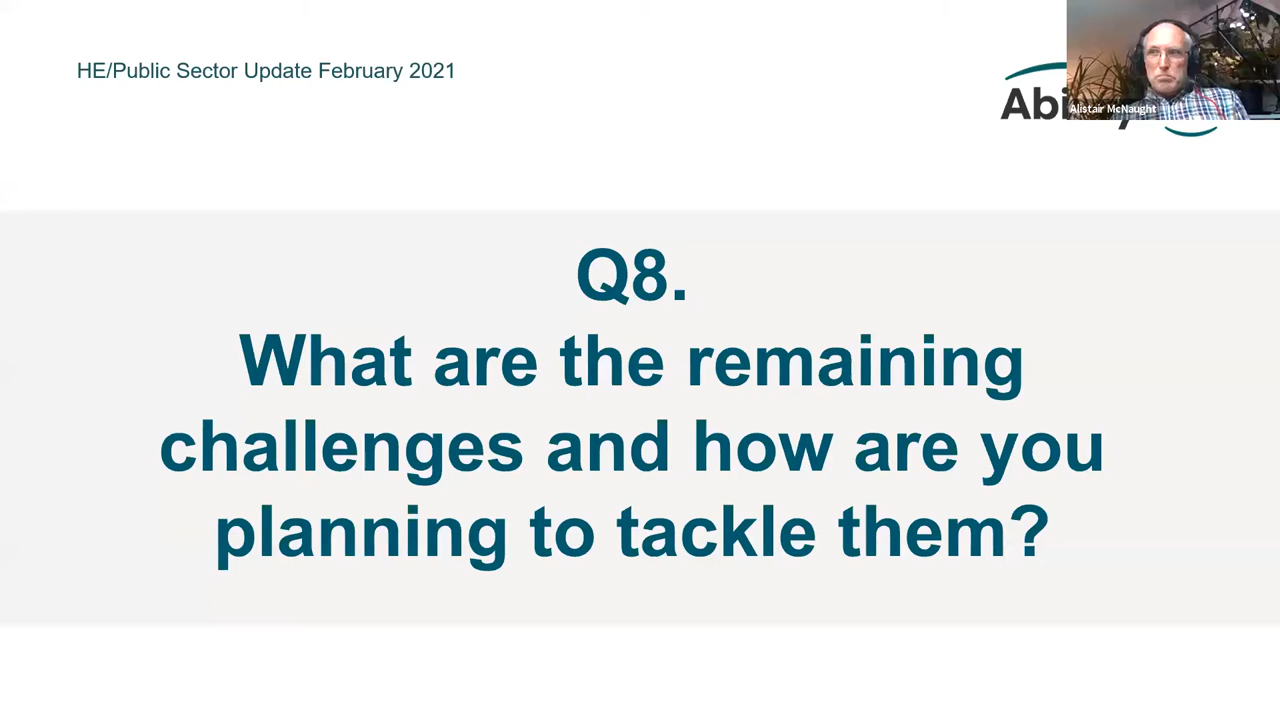 HE/Public Sector Update February 2021
Alistair McNaught
Q8.
What are the remaining
challenges and how are you
planning to tackle them?